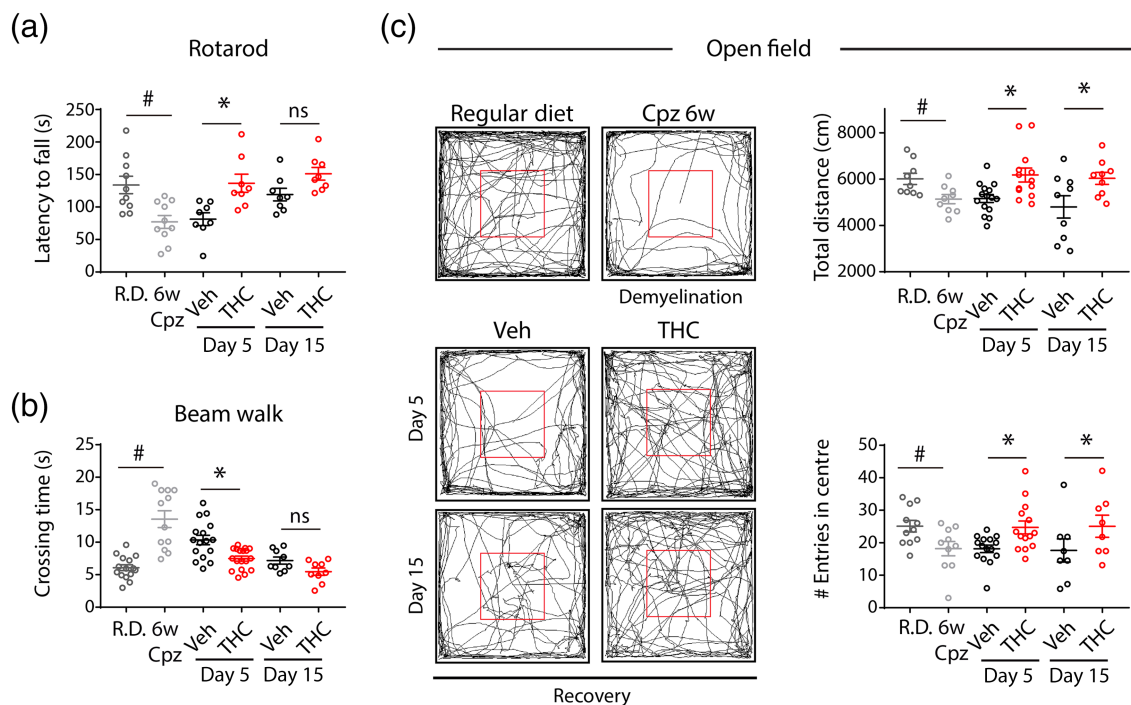 (a)
Rotarod
Latency to fall (s)
250
200
150
100
50
0
#
*
ns
R.D. 6w
Cpz
Veh
THC
Veh
THC
Day 5
Day 15
(b)
Beam walk
Crossing time (s)
25
20
15
10
5
0
#
*
ns
R.D. 6w
Cpz
Veh
THC
Veh
THC
Day 5
Day 15
(c)
Open field
Regular diet
Cpz 6w
Demyelination
Veh
THC
Day 5
Day 15
Recovery
Total distance (cm)
8000
6000
4000
2000
#
*
*
R.D. 6w
Cpz
Veh
THC
Veh
THC
Day 5
Day 15
# Entries in centre
50
40
30
20
10
0
#
*
*
R.D. 6w
Cpz
Veh
THC
Veh
THC
Day 5
Day 15